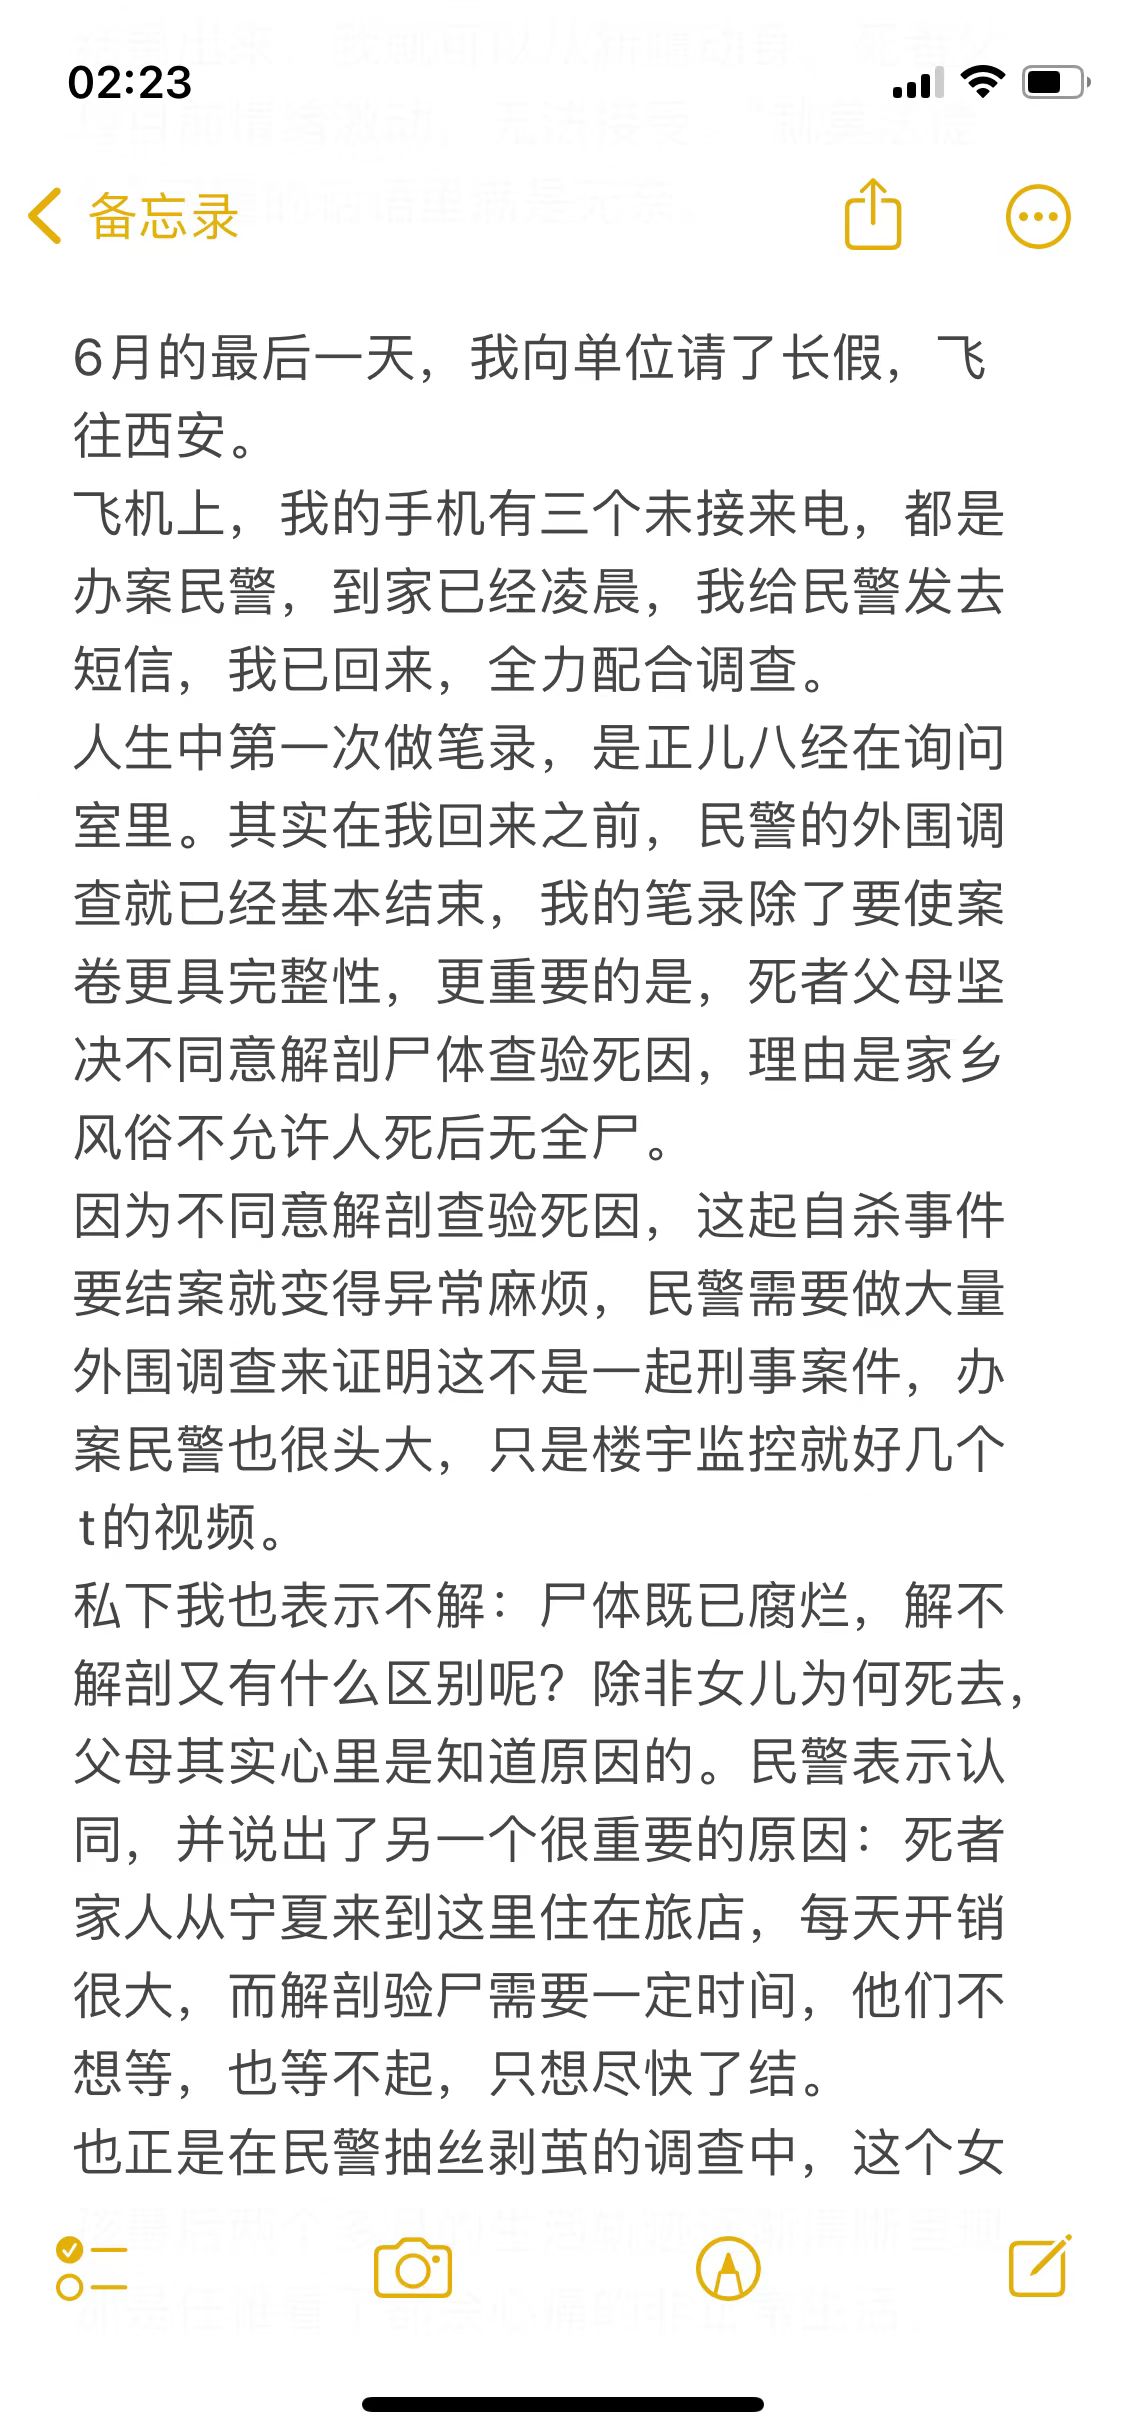 02:23
备忘录
6月的最后一天，我向单位请了长假，飞
往西安。
飞机上，我的手机有三个未接来电，都是
办案民警，到家已经凌晨，我给民警发去
短信，我已回来，全力配合调查。
人生中第一次做笔录，是正儿八经在询问
室里。其实在我回来之前，民警的外围调
查就已经基本结束，我的笔录除了要使案
卷更具完整性，更重要的是，死者父母坚
决不同意解剖尸体查验死因，理由是家乡
风俗不允许人死后无全尸。
因为不同意解剖查验死因，这起自杀事件
要结案就变得异常麻烦，民警需要做大量
外围调查来证明这不是一起刑事案件，办
案民警也很头大，只是楼宇监控就好几个
t的视频。
私下我也表示不解：尸体既已腐烂，解不
解剖又有什么区别呢？除非女儿为何死去，
父母其实心里是知道原因的。民警表示认
同，并说出了另一个很重要的原因：死者
家人从宁夏来到这里住在旅店，每天开销
很大，而解剖验尸需要一定时间，他们不
想等，也等不起，只想尽快了结。
也正是在民警抽丝剥茧的调查中，这个女